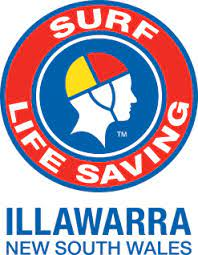 SURF
LIFE SAVING
TM
ILLAWARRA
NEW SOUTH WALES